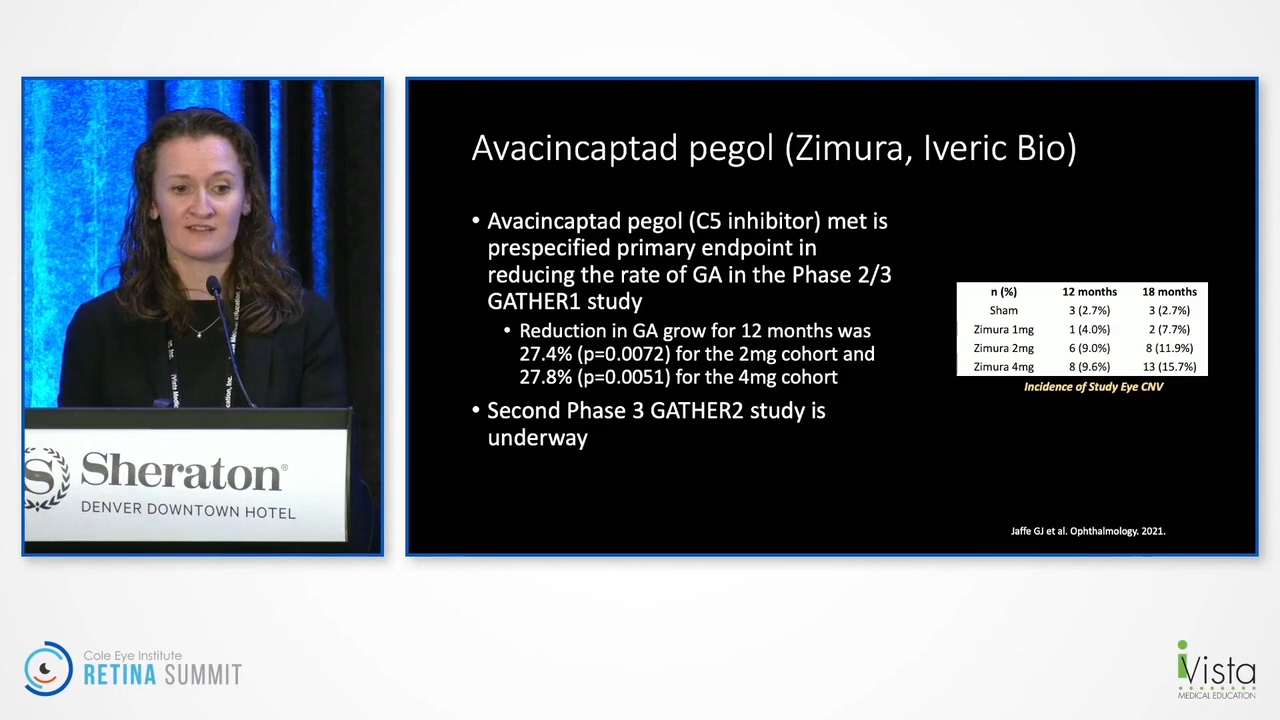 Avacincaptad pegol (Zimura, Iveric Bio)
• Avacincaptad pegol (C5 inhibitor) met is
prespecified primary endpoint in
reducing the rate of GA in the Phase 2/3
GATHER1 study
• Reduction in GA grow for 12 months was
27.4% (p=0.0072) for the 2mg cohort and
27.8% (p=0.0051) for the 4mg cohort
• Second Phase 3 GATHER2 study is
underway
n (%) 12 months 18 months
Sham 3 (2.7%) 3 (2.7%)
Zimura 1mg 1 (4.0%) 2 (7.7%)
Zimura 2mg 6 (9.0%) 8 (11.9%)
Zimura 4mg 8 (9.6%) 13 (15.7%)
Incidence of Study Eye CNV
Jaffe GJ et al. Ophthalmology. 2021.
S Sheraton®
DENVER DOWNTOWN HOTEL
Cole Eye Institute
RETINA SUMMIT
iVista
MEDICAL EDUCATION